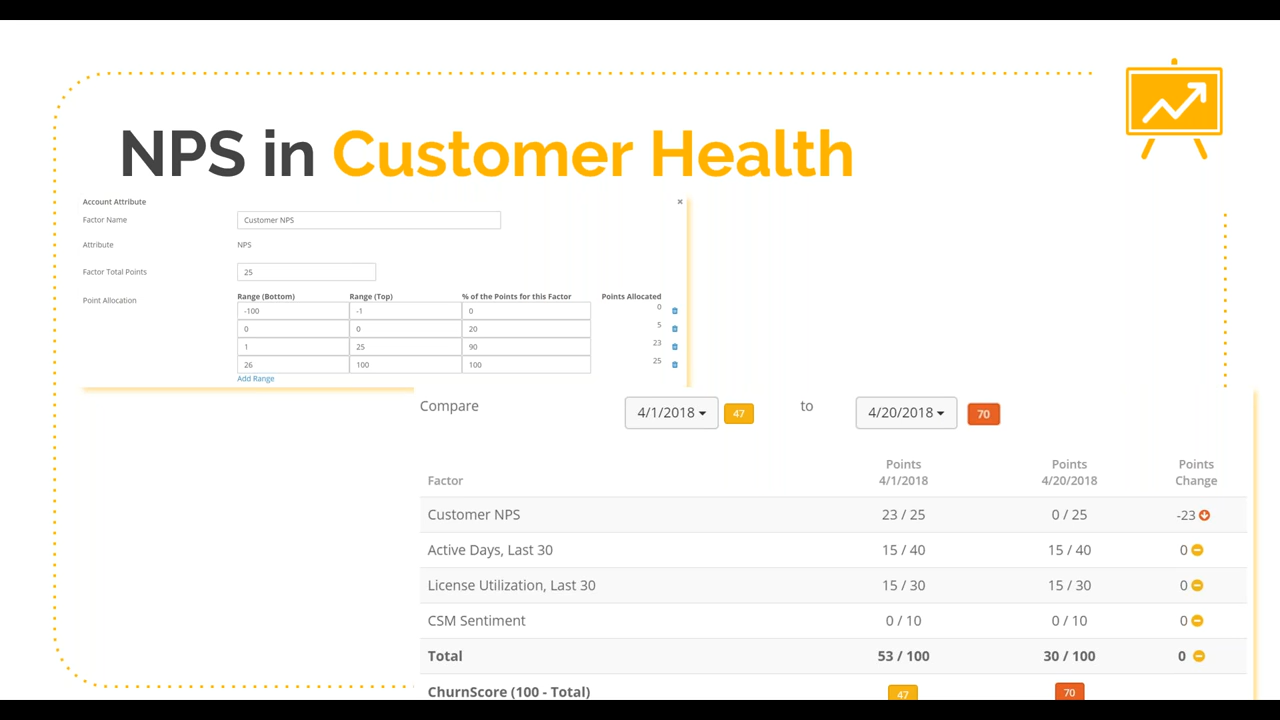 NPS in Customer Health
Account Attribute
Factor Name Customer NPS
Attribute NPS
Factor Total Points 25
Point Allocation Range (Bottom) Range (Top) % of the Points for this Factor Points Allocated
-100 -1 0 0
0 0 20 5
1 25 90 23
26 100 100 25
Add Range
Compare 4/1/2018 47 to 4/20/2018 70
Factor Points 4/1/2018 Points 4/20/2018 Points Change
Customer NPS 23 / 25 0 / 25 -23
Active Days, Last 30 15 / 40 15 / 40 0
License Utilization, Last 30 15 / 30 15 / 30 0
CSM Sentiment 0 / 10 0 / 10 0
Total 53 / 100 30 / 100 0
ChurnScore (100 - Total) 47 70